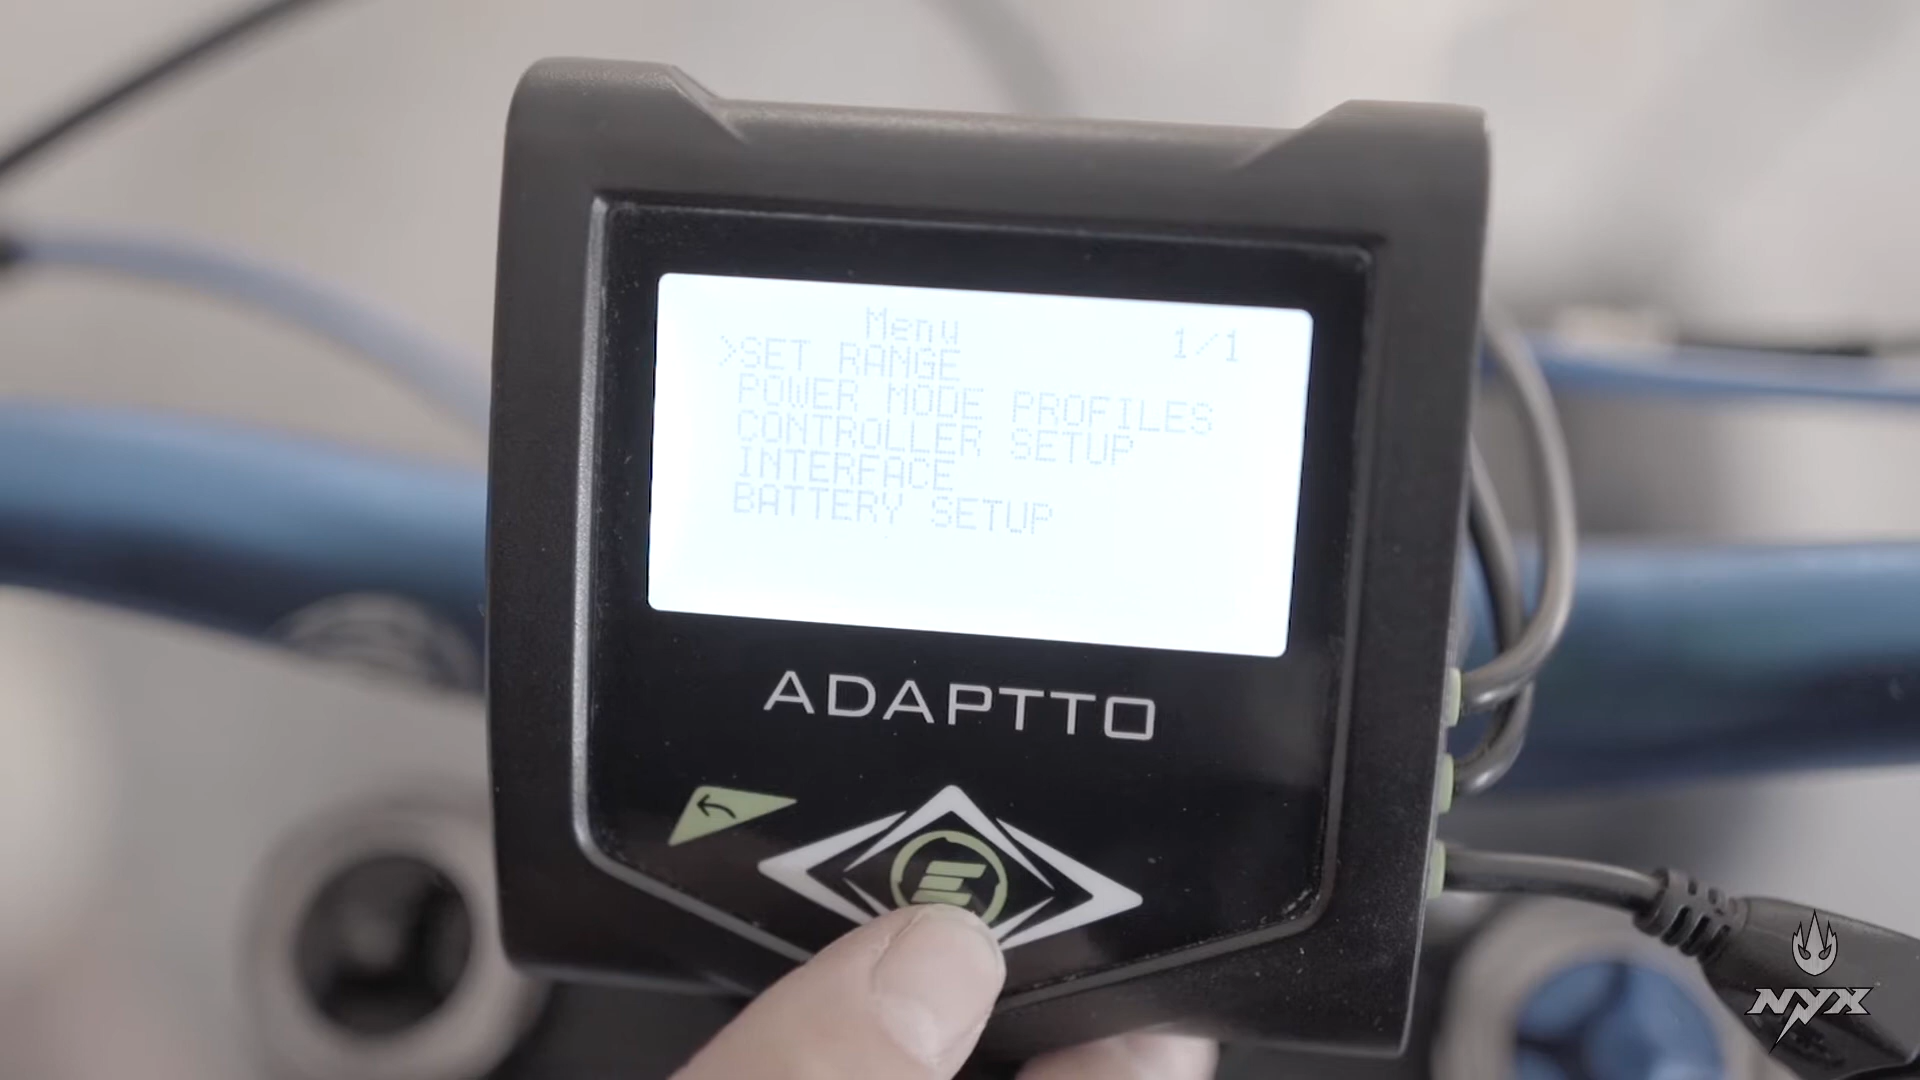 Menu 1/1
>SET RANGE
POWER MODE PROFILES
CONTROLLER SETUP
INTERFACE
BATTERY SETUP
ADAPTTO
E
NYX